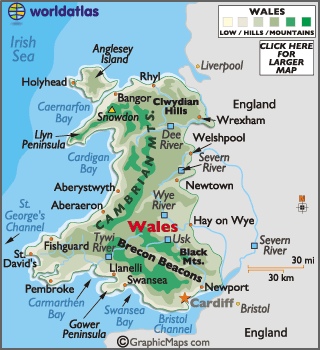 worldatlas
WALES
LOW / HILLS / MOUNTAINS
CLICK HERE
FOR
LARGER
MAP
Irish
Sea
Anglesey
Island
Liverpool
Holyhead
Rhyl
Bangor
Clwydian
Hills
England
Caernarfon
Bay
Snowdon
Wrexham
Dee
River
Llyn
Peninsula
Welshpool
Cardigan
Bay
Severn
River
CAMBRIAN MTS.
Aberystwyth
Newtown
St.
George's
Channel
Aberaeron
Wye
River
Wales
Hay on Wye
Fishguard
Tywi
River
Usk
Black
Mts.
Severn
River
St.
David's
Brecon Beacons
30 mi
30 km
Llanelli
Pembroke
Swansea
Newport
Carmarthen
Bay
Cardiff
Swansea
Bay
Bristol
Gower
Peninsula
Bristol
Channel
England
©GraphicMaps.com